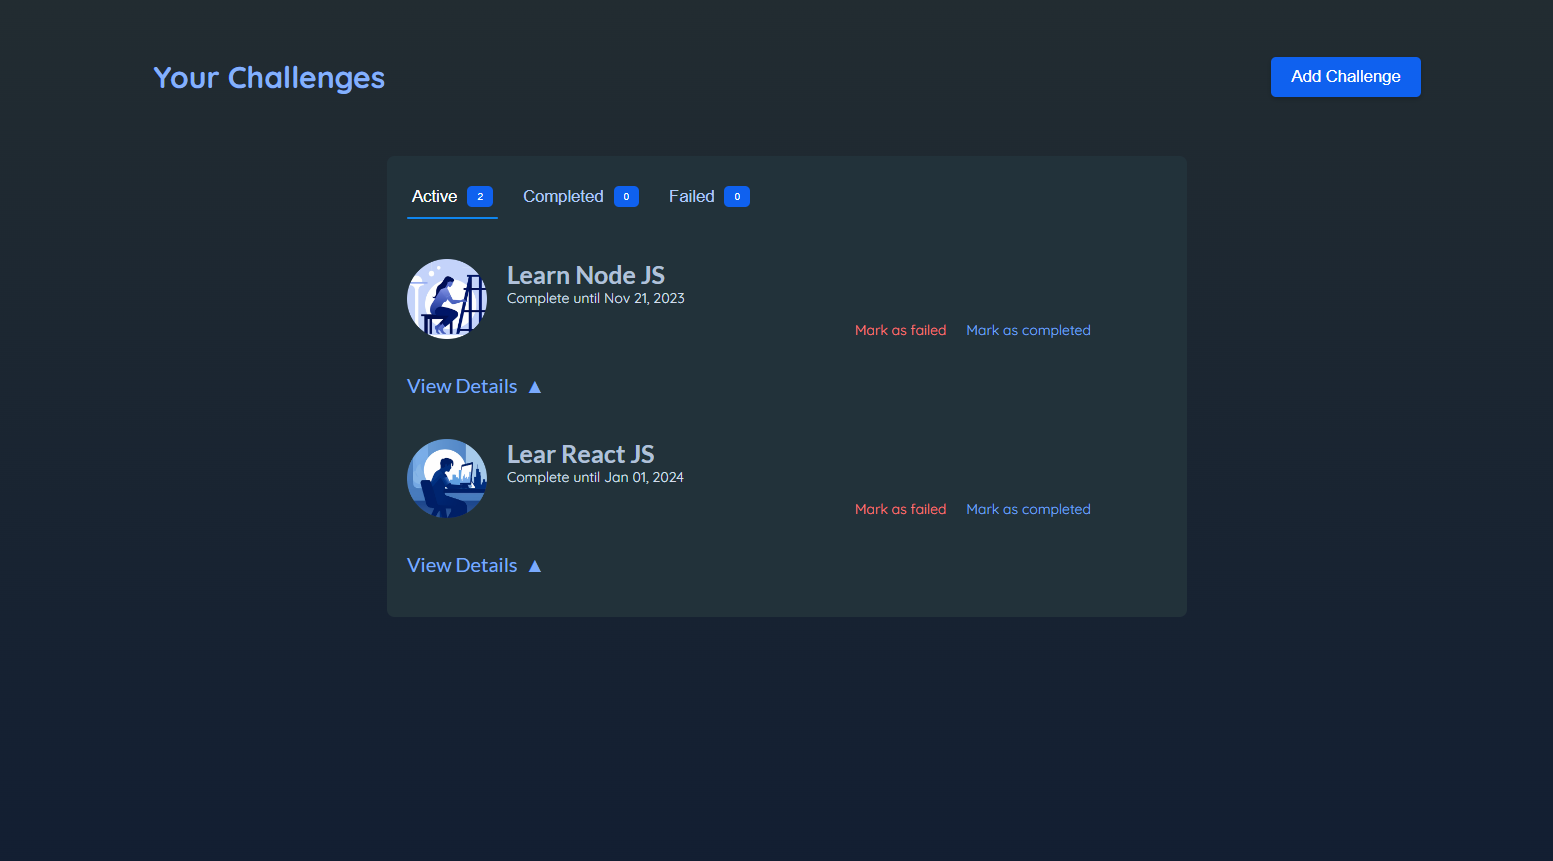 Your Challenges
Add Challenge
Active 2 Completed 0 Failed 0
Learn Node JS
Complete until Nov 21, 2023
Mark as failed Mark as completed
View Details ▲
Lear React JS
Complete until Jan 01, 2024
Mark as failed Mark as completed
View Details ▲